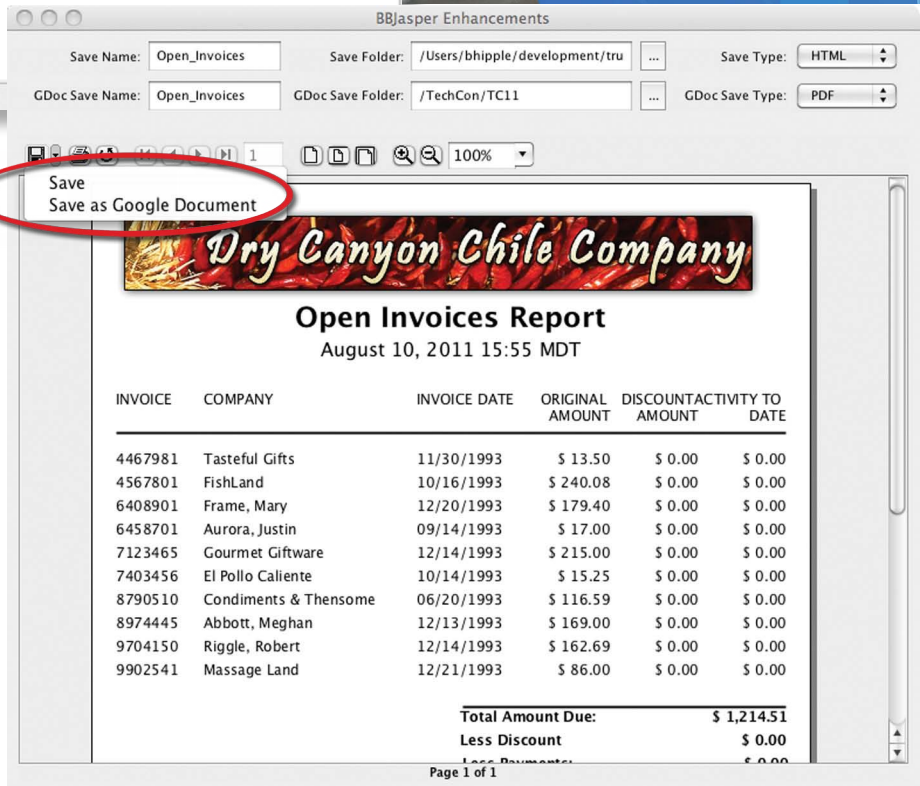 BBJasper Enhancements
Save Name: Open_Invoices Save Folder: /Users/bhipple/development/tru ... Save Type: HTML
GDoc Save Name: Open_Invoices GDoc Save Folder: /TechCon/TC11 ... GDoc Save Type: PDF
1 100%
Save
Save as Google Document
Dry Canyon Chile Company
Open Invoices Report
August 10, 2011 15:55 MDT
INVOICE COMPANY INVOICE DATE ORIGINAL DISCOUNTACTIVITY TO
AMOUNT AMOUNT DATE
4467981 Tasteful Gifts 11/30/1993 $ 13.50 $ 0.00 $ 0.00
4567801 FishLand 10/16/1993 $ 240.08 $ 0.00 $ 0.00
6408901 Frame, Mary 12/20/1993 $ 179.40 $ 0.00 $ 0.00
6458701 Aurora, Justin 09/14/1993 $ 17.00 $ 0.00 $ 0.00
7123465 Gourmet Giftware 12/14/1993 $ 215.00 $ 0.00 $ 0.00
7403456 El Pollo Caliente 10/14/1993 $ 15.25 $ 0.00 $ 0.00
8790510 Condiments & Thensome 06/20/1993 $ 116.59 $ 0.00 $ 0.00
8974445 Abbott, Meghan 12/13/1993 $ 169.00 $ 0.00 $ 0.00
9704150 Riggle, Robert 12/14/1993 $ 162.69 $ 0.00 $ 0.00
9902541 Massage Land 12/21/1993 $ 86.00 $ 0.00 $ 0.00
Total Amount Due: $ 1,214.51
Less Discount $ 0.00
Less Payments: $ 0.00
Page 1 of 1